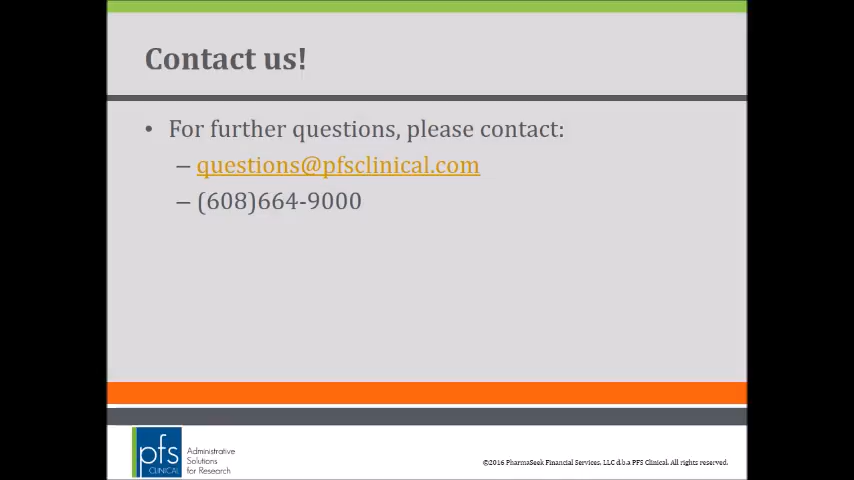 Contact us!
• For further questions, please contact:
– questions@pfsclinical.com
– (608)664-9000
pfs
CLINICAL
Administrative
Solutions
for Research
©2016 PharmaSeek Financial Services. LLC d.b.a PFS Clinical. All rights reserved.